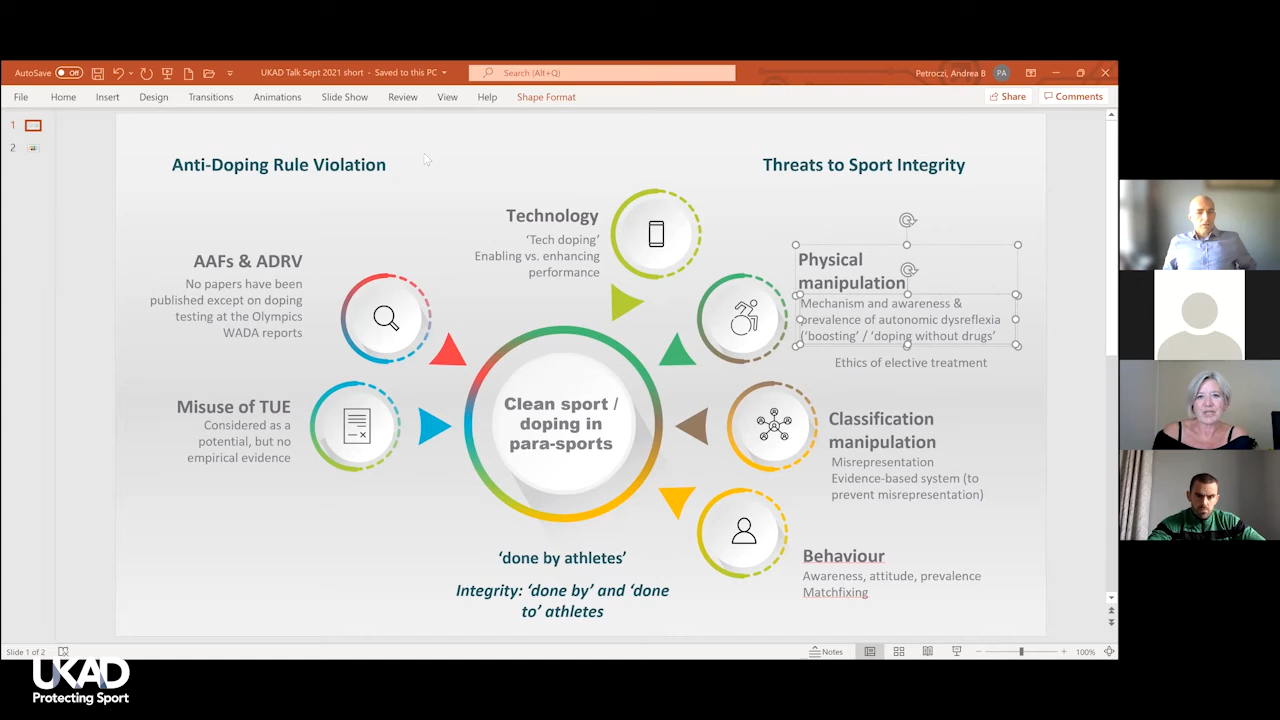 AutoSave Off
UKAD Talk Sept 2021 short - Saved to this PC
Search (Alt+Q)
Petroczi, Andrea B PA
File Home Insert Design Transitions Animations Slide Show Review View Help Shape Format
Share Comments
1
2
Anti-Doping Rule Violation
Threats to Sport Integrity
Technology
‘Tech doping’
Enabling vs. enhancing
performance
AAFs & ADRV
No papers have been
published except on doping
testing at the Olympics
WADA reports
Physical
manipulation
Mechanism and awareness &
prevalence of autonomic dysreflexia
(‘boosting’ / ‘doping without drugs’
Ethics of elective treatment
Misuse of TUE
Considered as a
potential, but no
empirical evidence
Clean sport /
doping in
para-sports
Classification
manipulation
Misrepresentation
Evidence-based system (to
prevent misrepresentation)
Behaviour
Awareness, attitude, prevalence
Matchfixing
‘done by athletes’
Integrity: ‘done by’ and ‘done
to’ athletes
Slide 1 of 2
Notes
100%
UKAD
Protecting Sport